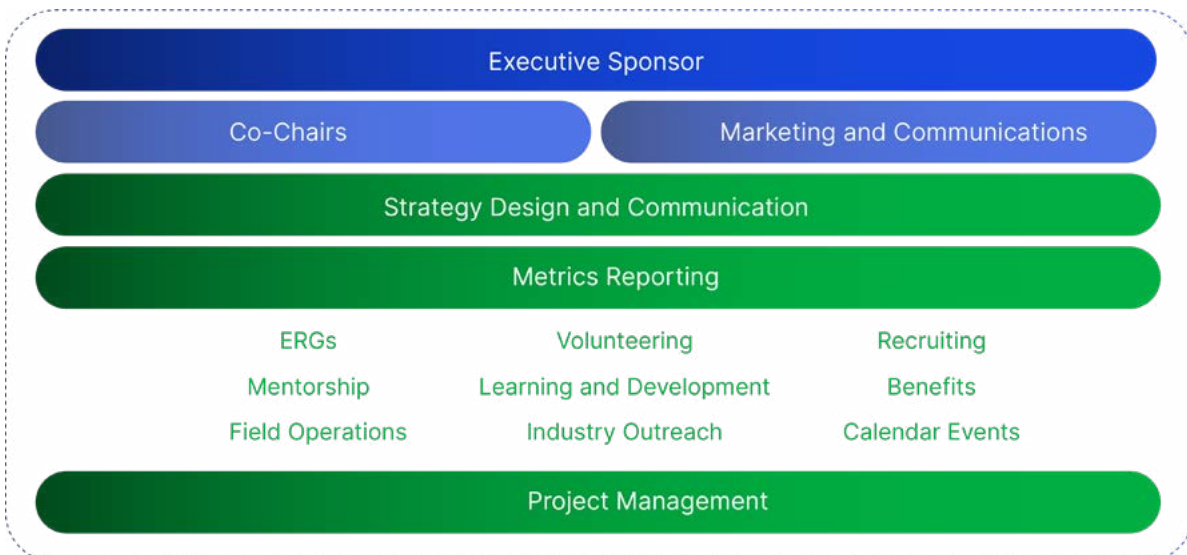 Executive Sponsor
Co-Chairs
Marketing and Communications
Strategy Design and Communication
Metrics Reporting
ERGs
Volunteering
Recruiting
Mentorship
Learning and Development
Benefits
Field Operations
Industry Outreach
Calendar Events
Project Management